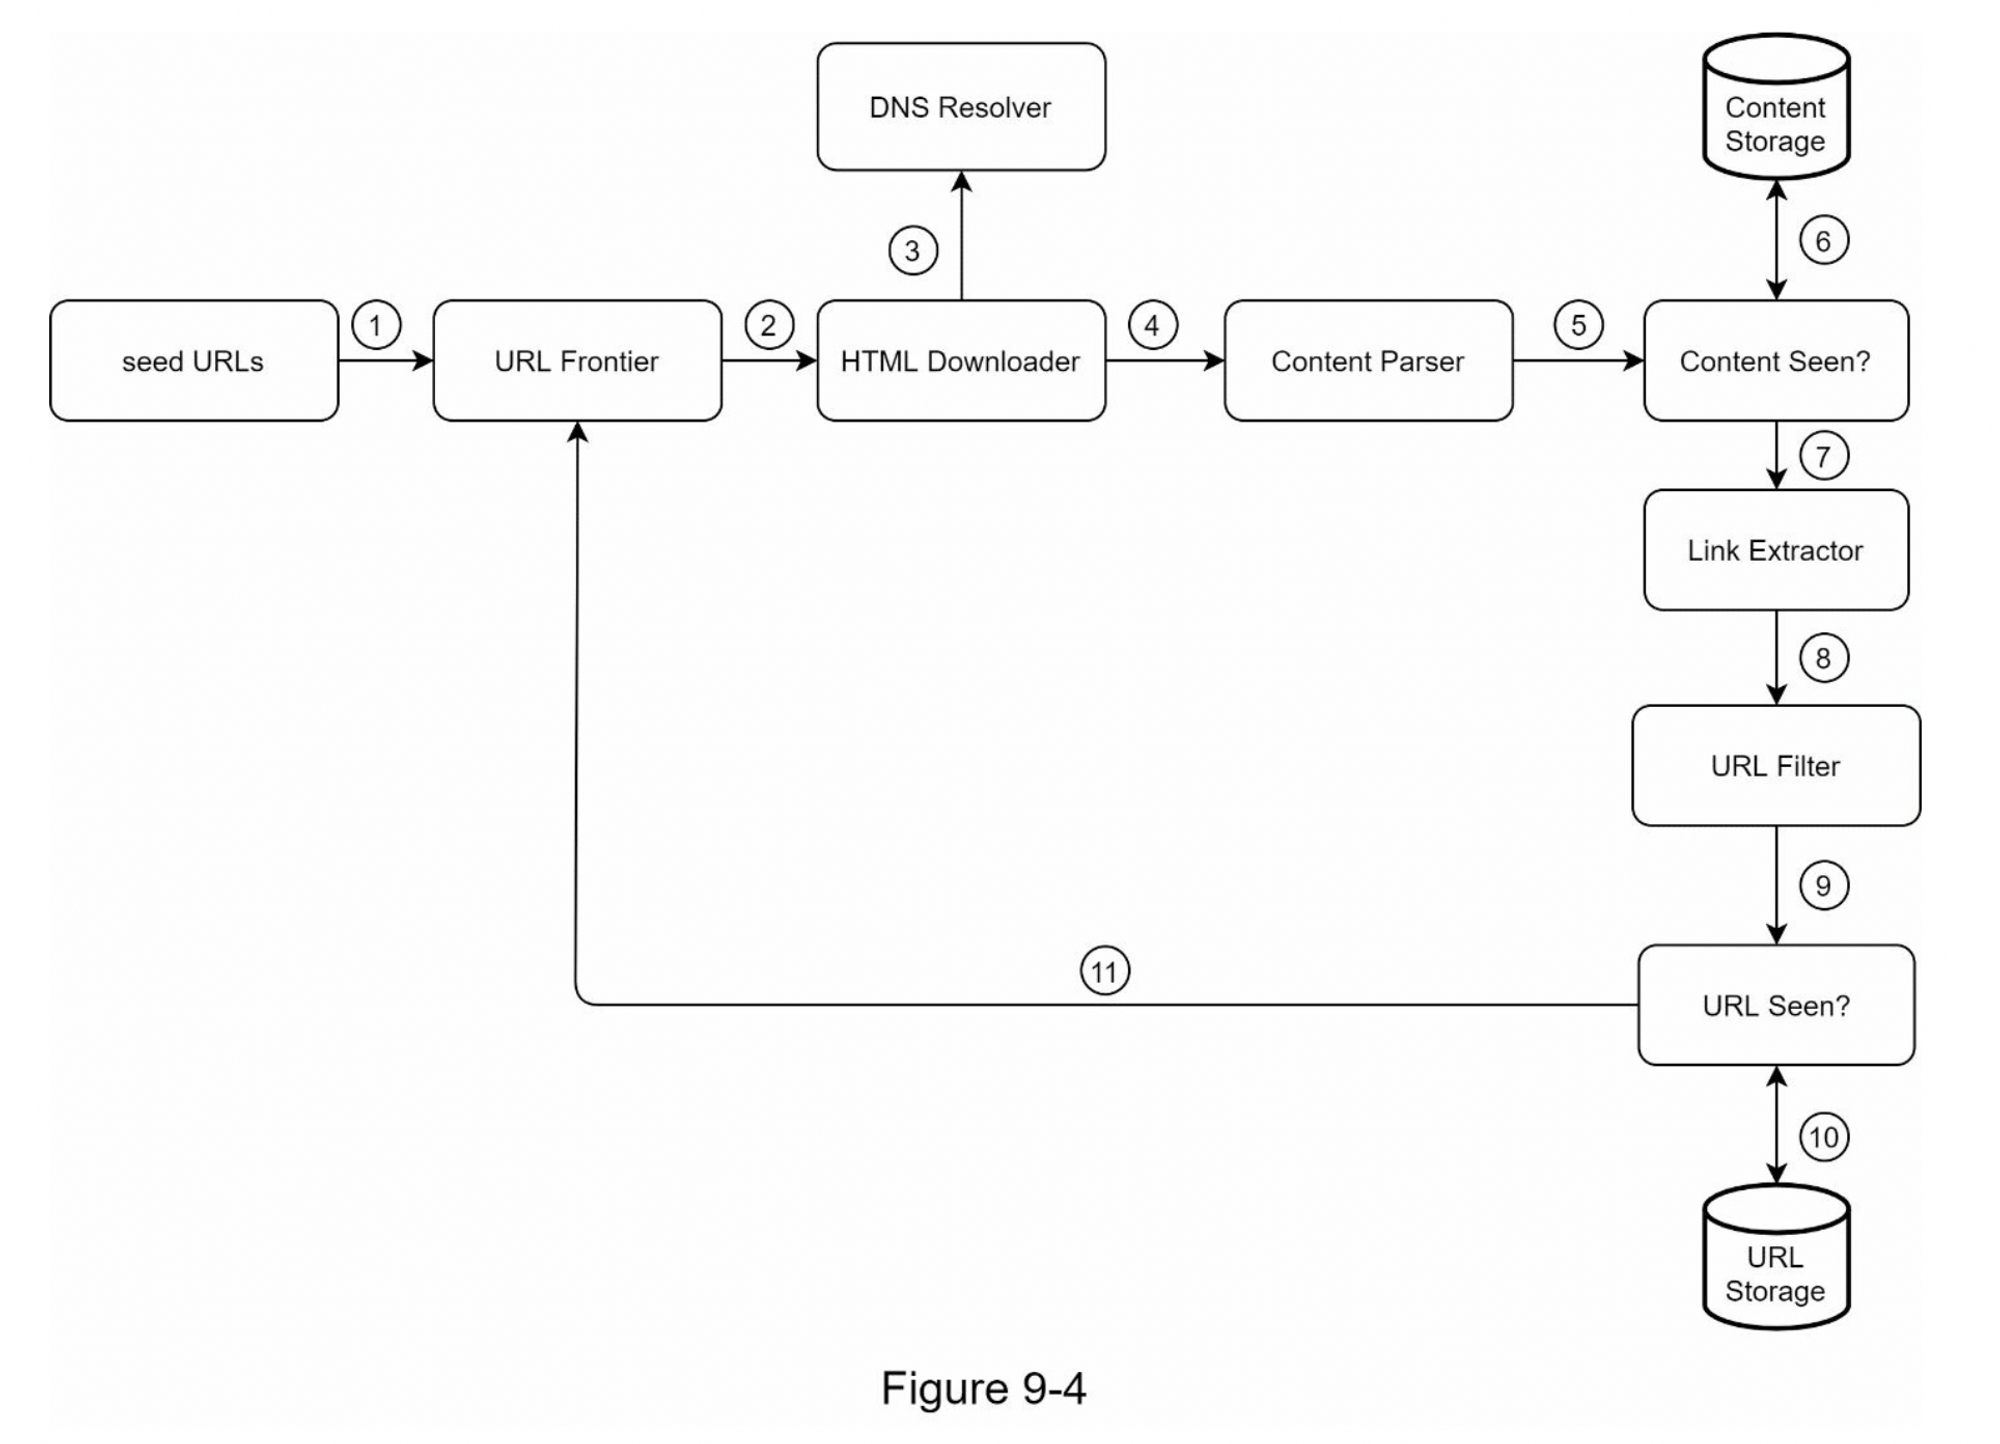 DNS Resolver
Content
Storage
3
6
seed URLs
1
URL Frontier
2
HTML Downloader
4
Content Parser
5
Content Seen?
7
Link Extractor
8
URL Filter
9
11
URL Seen?
10
URL
Storage
Figure 9-4